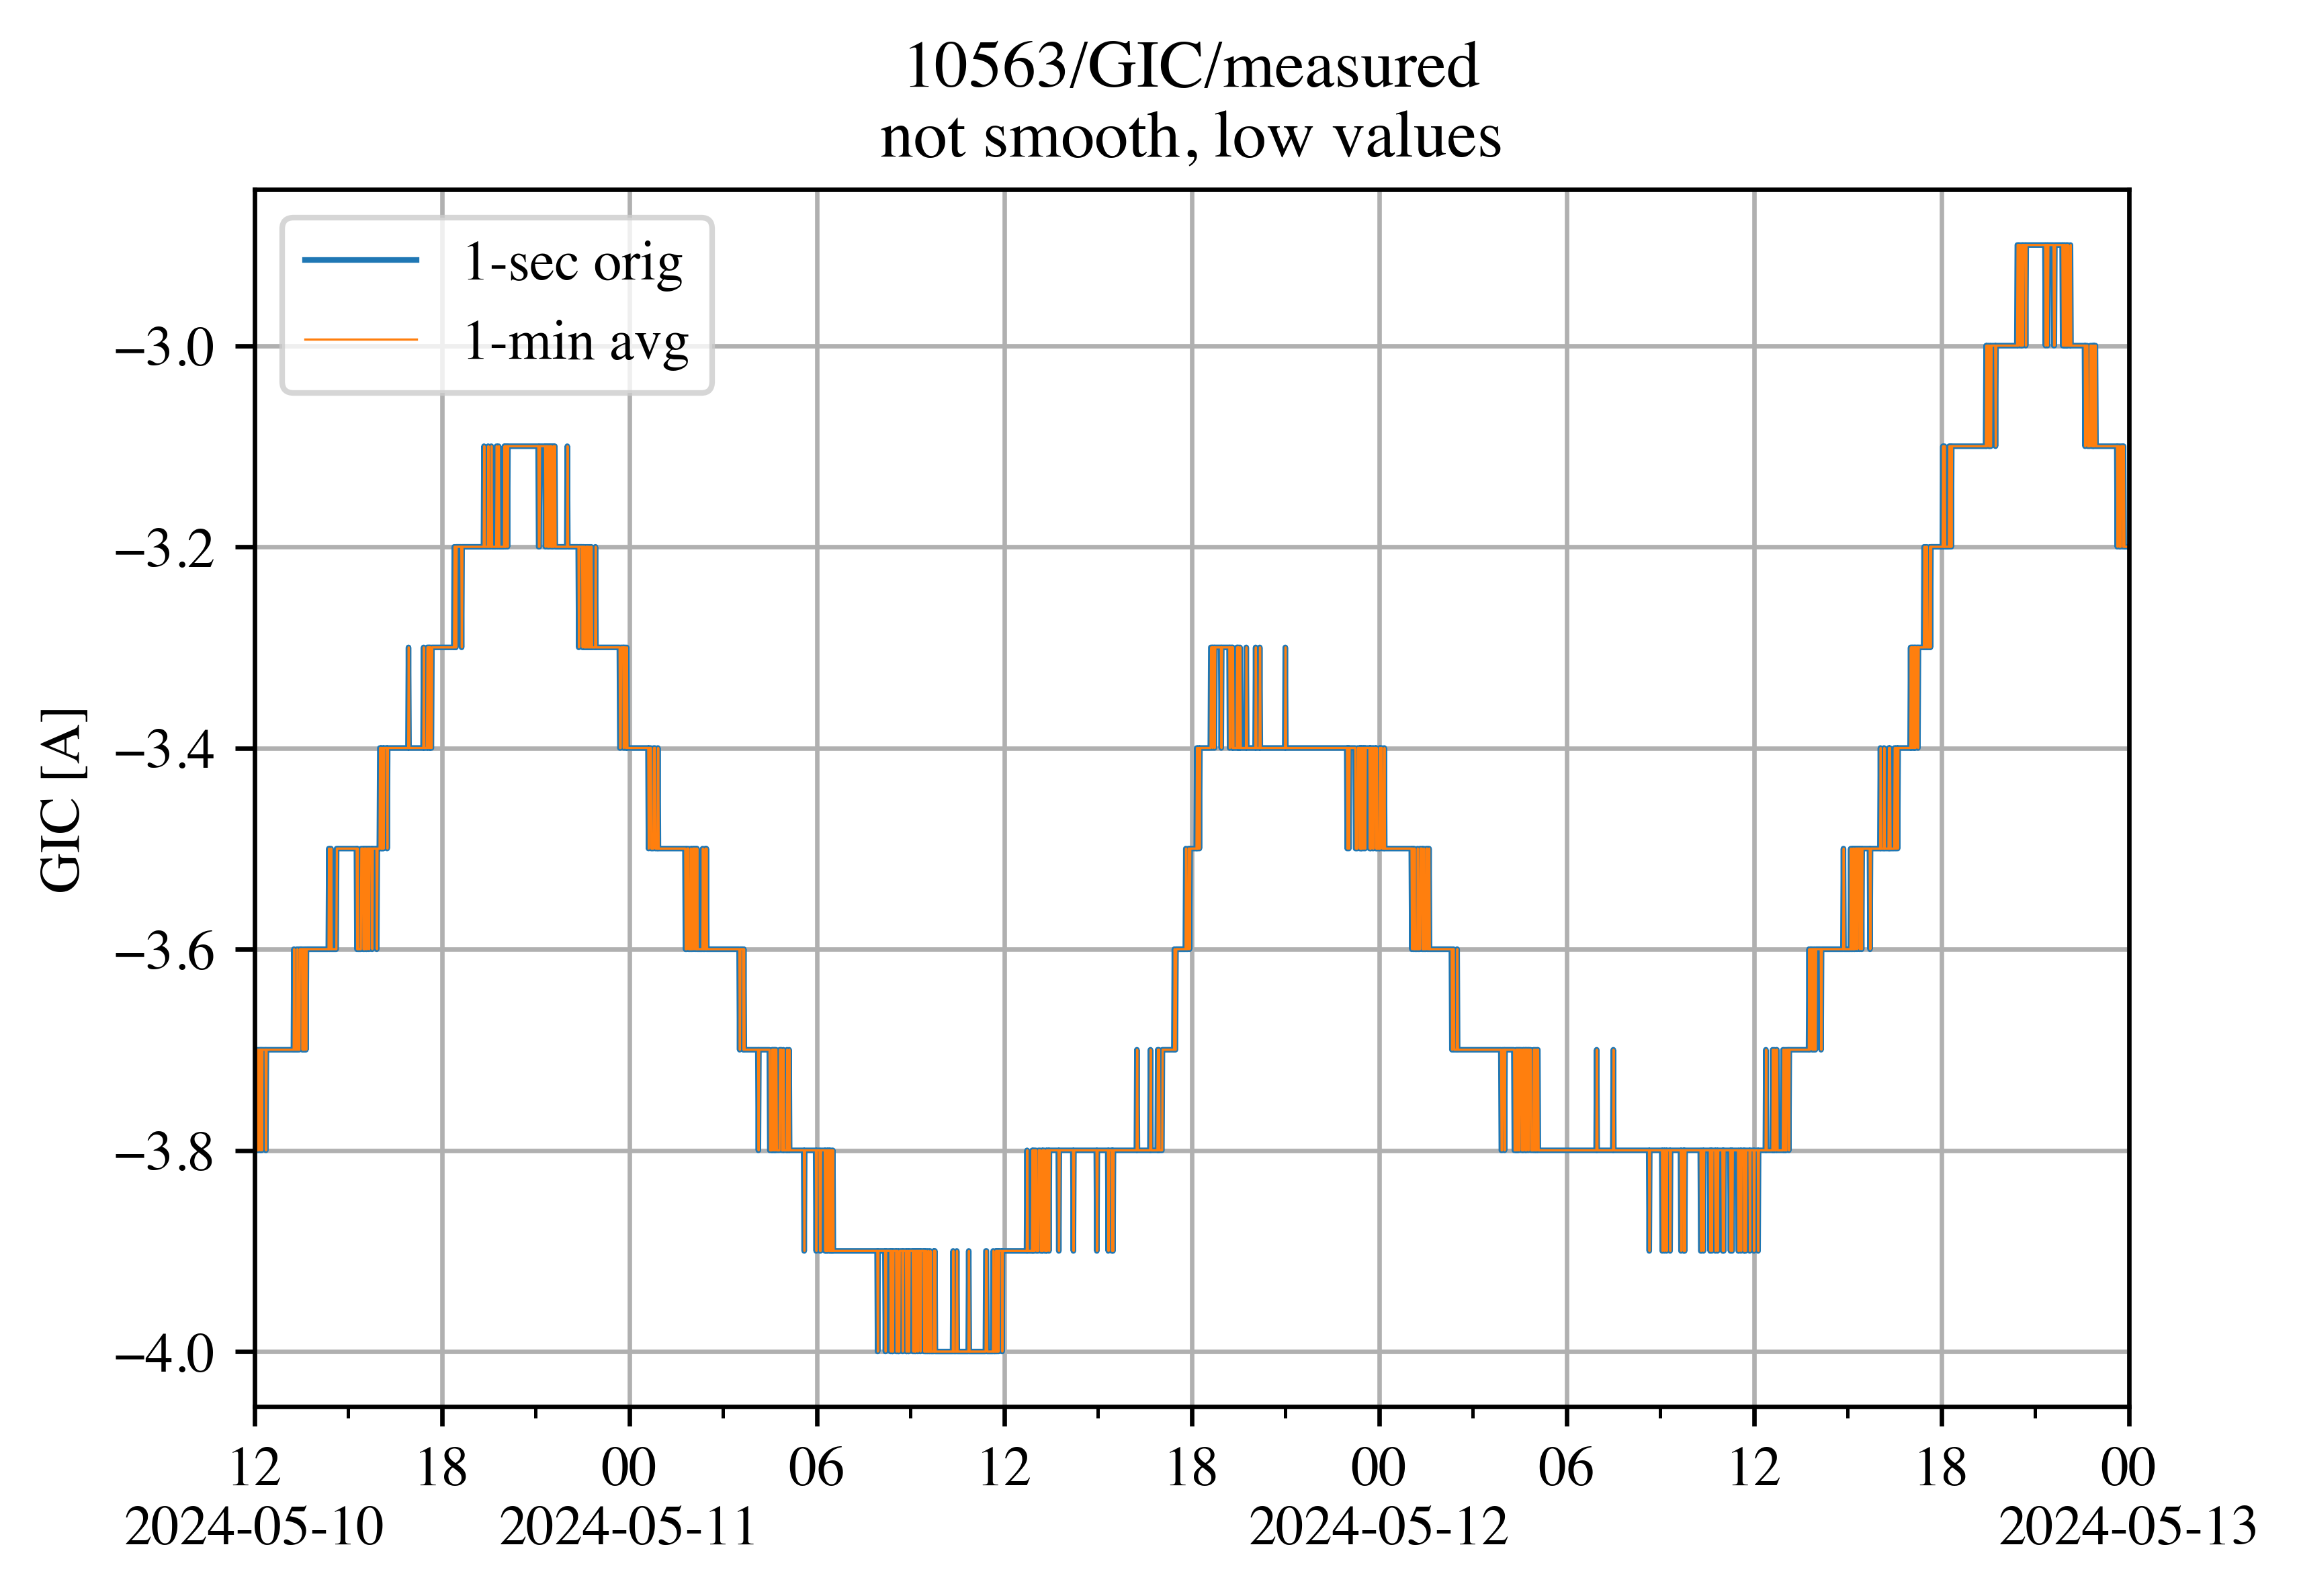 10563/GIC/measured
not smooth, low values
1-sec orig
1-min avg
GIC [A]
−3.0
−3.2
−3.4
−3.6
−3.8
−4.0
12 18 00 06 12 18 00 06 12 18 00
2024-05-10 2024-05-11 2024-05-12 2024-05-13